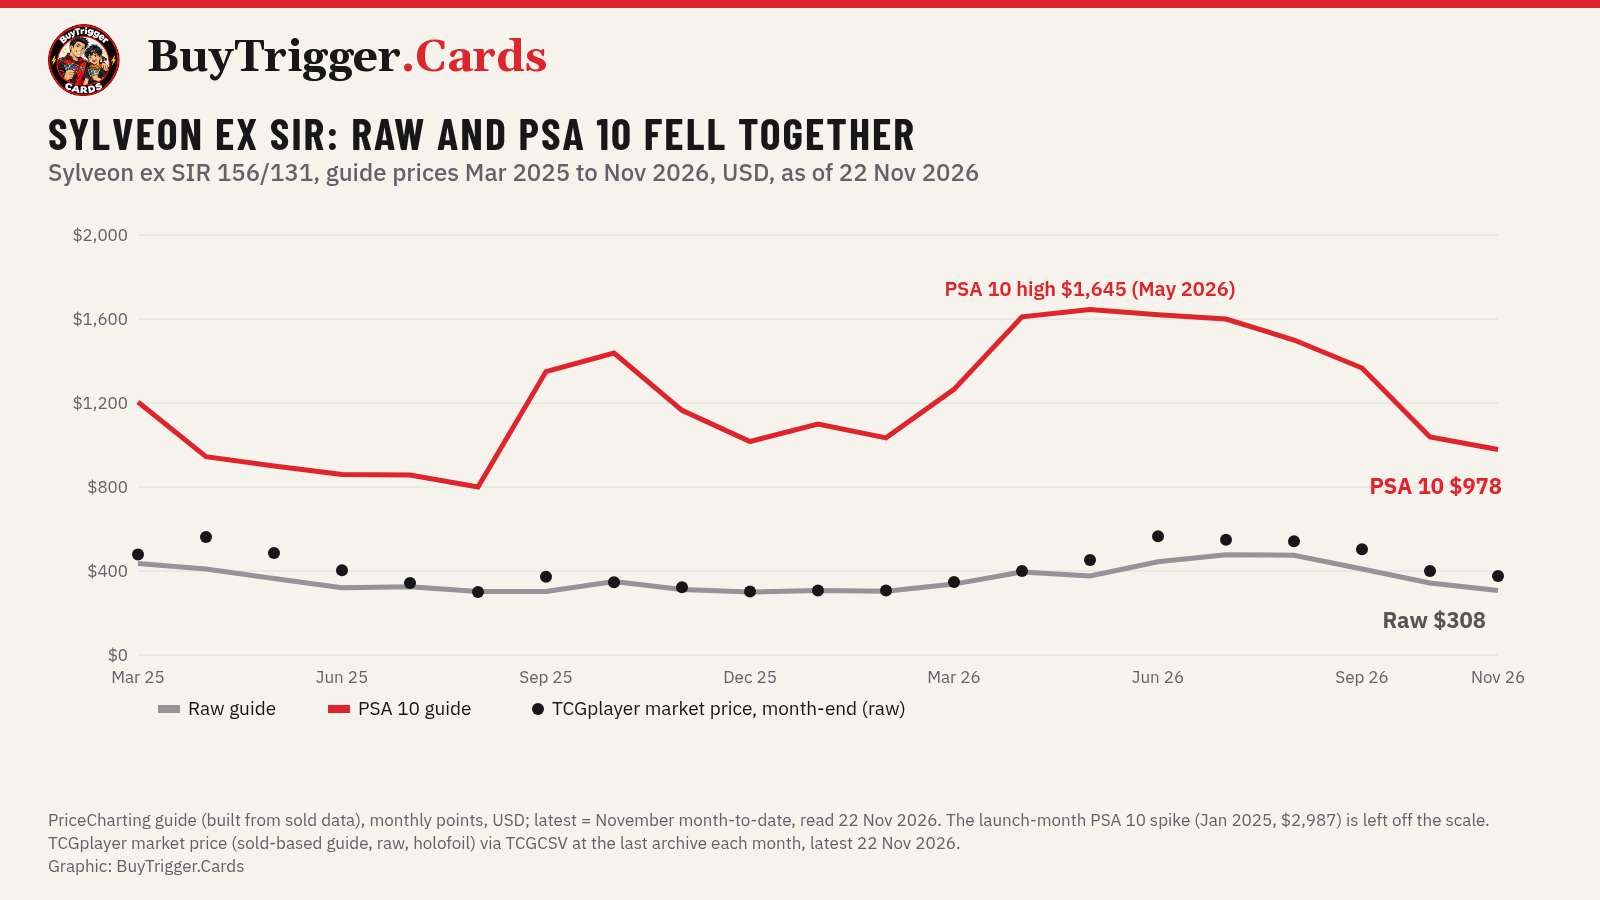 BuyTrigger
CARDS
BuyTrigger.Cards
SYLVEON EX SIR: RAW AND PSA 10 FELL TOGETHER
Sylveon ex SIR 156/131, guide prices Mar 2025 to Nov 2026, USD, as of 22 Nov 2026
$2,000
PSA 10 high $1,645 (May 2026)
$1,600
$1,200
$800
PSA 10 $978
$400
Raw $308
$0
Mar 25 Jun 25 Sep 25 Dec 25 Mar 26 Jun 26 Sep 26 Nov 26
Raw guide PSA 10 guide TCGplayer market price, month-end (raw)
PriceCharting guide (built from sold data), monthly points, USD; latest = November month-to-date, read 22 Nov 2026. The launch-month PSA 10 spike (Jan 2025, $2,987) is left off the scale.
TCGplayer market price (sold-based guide, raw, holofoil) via TCGCSV at the last archive each month, latest 22 Nov 2026.
Graphic: BuyTrigger.Cards